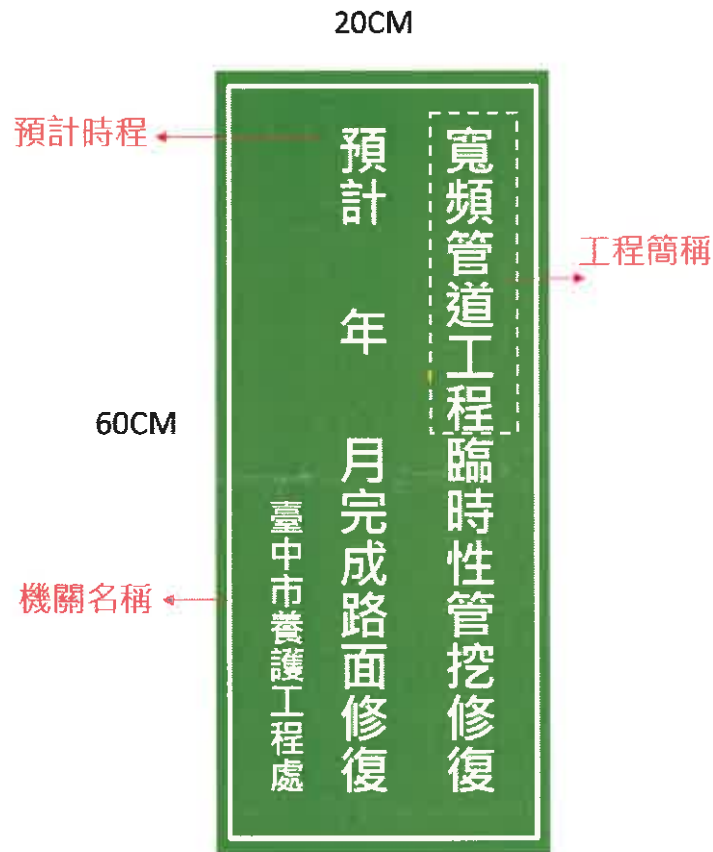 20CM
預計時程
工程簡稱
60CM
機關名稱
寬頻管道工程臨時性管挖修復
預計 年 月完成路面修復
臺中市養護工程處